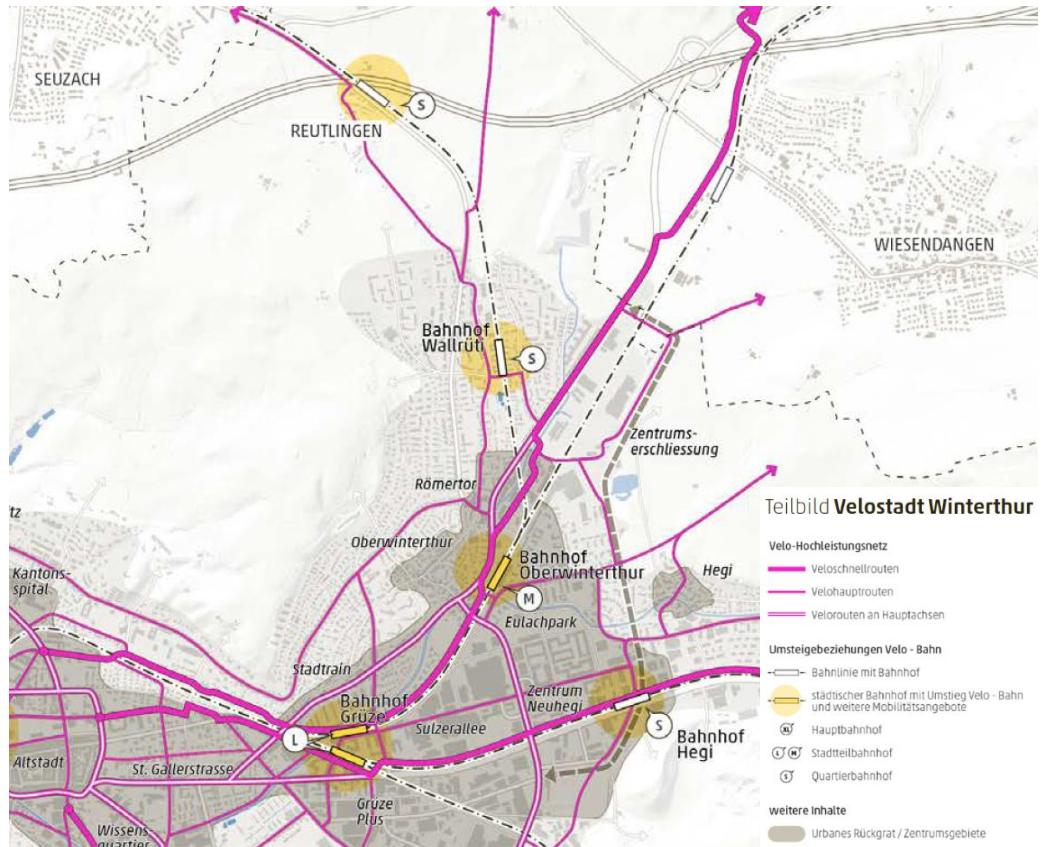 SEUZACH
S
REUTLINGEN
WIESENDANGEN
Bahnhof
Wallrüti
S
Zentrums-
erschliessung
Römertor
tz
Oberwinterthur
Bahnhof
Oberwinterthur
M
Kantons-
spital
Hegi
Eulachpark
Stadtrain
Bahnhof
Grüze
Zentrum
Neuhegi
L
Sulzerallee
S
Bahnhof
Hegi
Altstadt
St. Gallerstrasse
Grüze
Plus
Wissens-
quartier
Teilbild Velostadt Winterthur
Velo-Hochleistungsnetz
Veloschnellrouten
Velohauptrouten
Velorouten an Hauptachsen
Umsteigebeziehungen Velo - Bahn
Bahnlinie mit Bahnhof
städtischer Bahnhof mit Umstieg Velo - Bahn
und weitere Mobilitätsangebote
XL Hauptbahnhof
L M Stadtteilbahnhof
S Quartierbahnhof
weitere Inhalte
Urbanes Rückgrat / Zentrumsgebiete